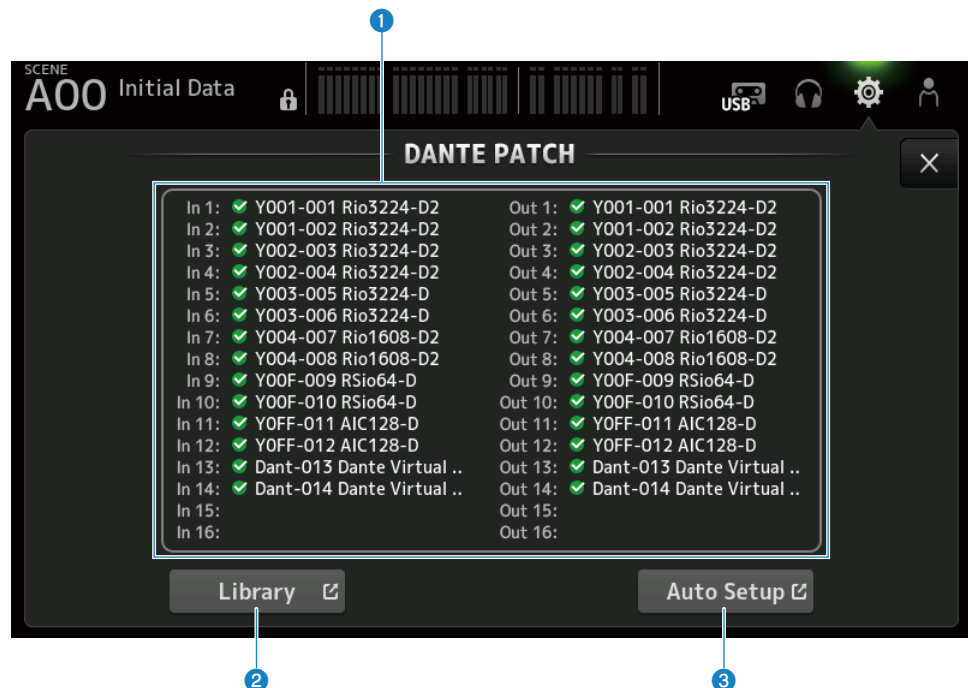 1
SCENE
A00 Initial Data
USB
DANTE PATCH
In 1: Y001-001 Rio3224-D2 Out 1: Y001-001 Rio3224-D2
In 2: Y001-002 Rio3224-D2 Out 2: Y001-002 Rio3224-D2
In 3: Y002-003 Rio3224-D2 Out 3: Y002-003 Rio3224-D2
In 4: Y002-004 Rio3224-D2 Out 4: Y002-004 Rio3224-D2
In 5: Y003-005 Rio3224-D Out 5: Y003-005 Rio3224-D
In 6: Y003-006 Rio3224-D Out 6: Y003-006 Rio3224-D
In 7: Y004-007 Rio1608-D2 Out 7: Y004-007 Rio1608-D2
In 8: Y004-008 Rio1608-D2 Out 8: Y004-008 Rio1608-D2
In 9: Y00F-009 RSio64-D Out 9: Y00F-009 RSio64-D
In 10: Y00F-010 RSio64-D Out 10: Y00F-010 RSio64-D
In 11: Y0FF-011 AIC128-D Out 11: Y0FF-011 AIC128-D
In 12: Y0FF-012 AIC128-D Out 12: Y0FF-012 AIC128-D
In 13: Dant-013 Dante Virtual .. Out 13: Dant-013 Dante Virtual ..
In 14: Dant-014 Dante Virtual .. Out 14: Dant-014 Dante Virtual ..
In 15: Out 15:
In 16: Out 16:
Library Auto Setup
2 3